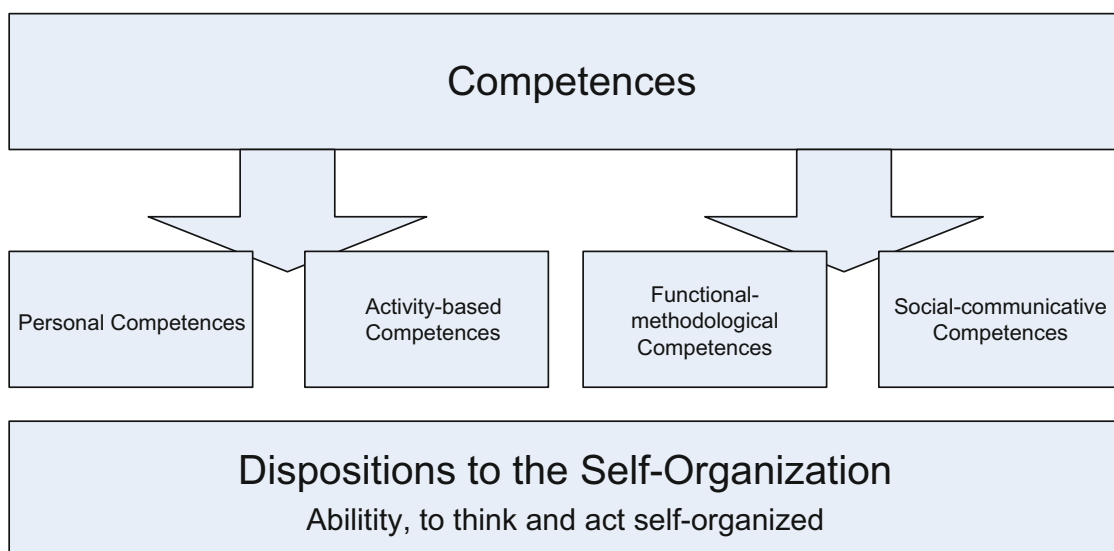 Competences
Personal Competences
Activity-based
Competences
Functional-
methodological
Competences
Social-communicative
Competences
Dispositions to the Self-Organization
Abilitity, to think and act self-organized